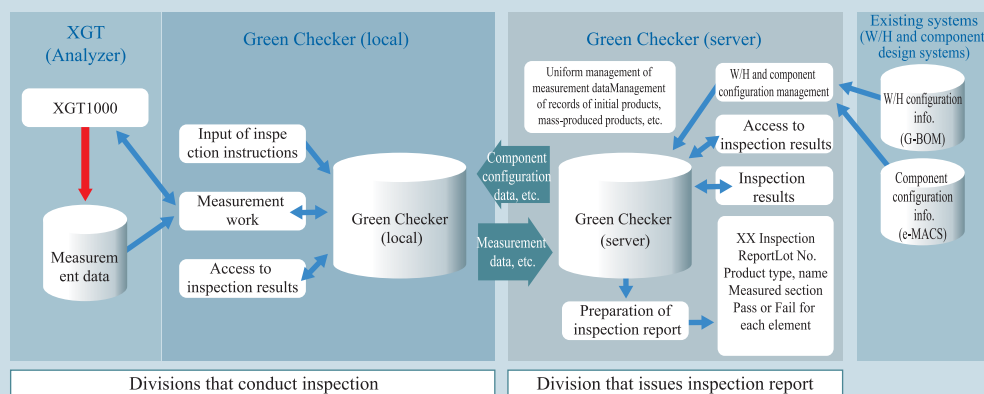 XGT
(Analyzer)
XGT1000
Measurem
ent data
Green Checker (local)
Input of inspe
ction instructions
Measurement
work
Access to
inspection results
Green Checker
(local)
Component
configuration
data, etc.
Measurement
data, etc.
Green Checker (server)
Uniform management of
measurement dataManagement
of records of initial products,
mass-produced products, etc.
W/H and component
configuration management
Access to
inspection results
Inspection
results
Green Checker
(server)
Preparation of
inspection report
XX Inspection
ReportLot No.
Product type, name
Measured section
Pass or Fail for
each element
Existing systems
(W/H and component
design systems)
W/H configuration
info.
(G-BOM)
Component
configuration
info.
(e-MACS)
Divisions that conduct inspection
Division that issues inspection report